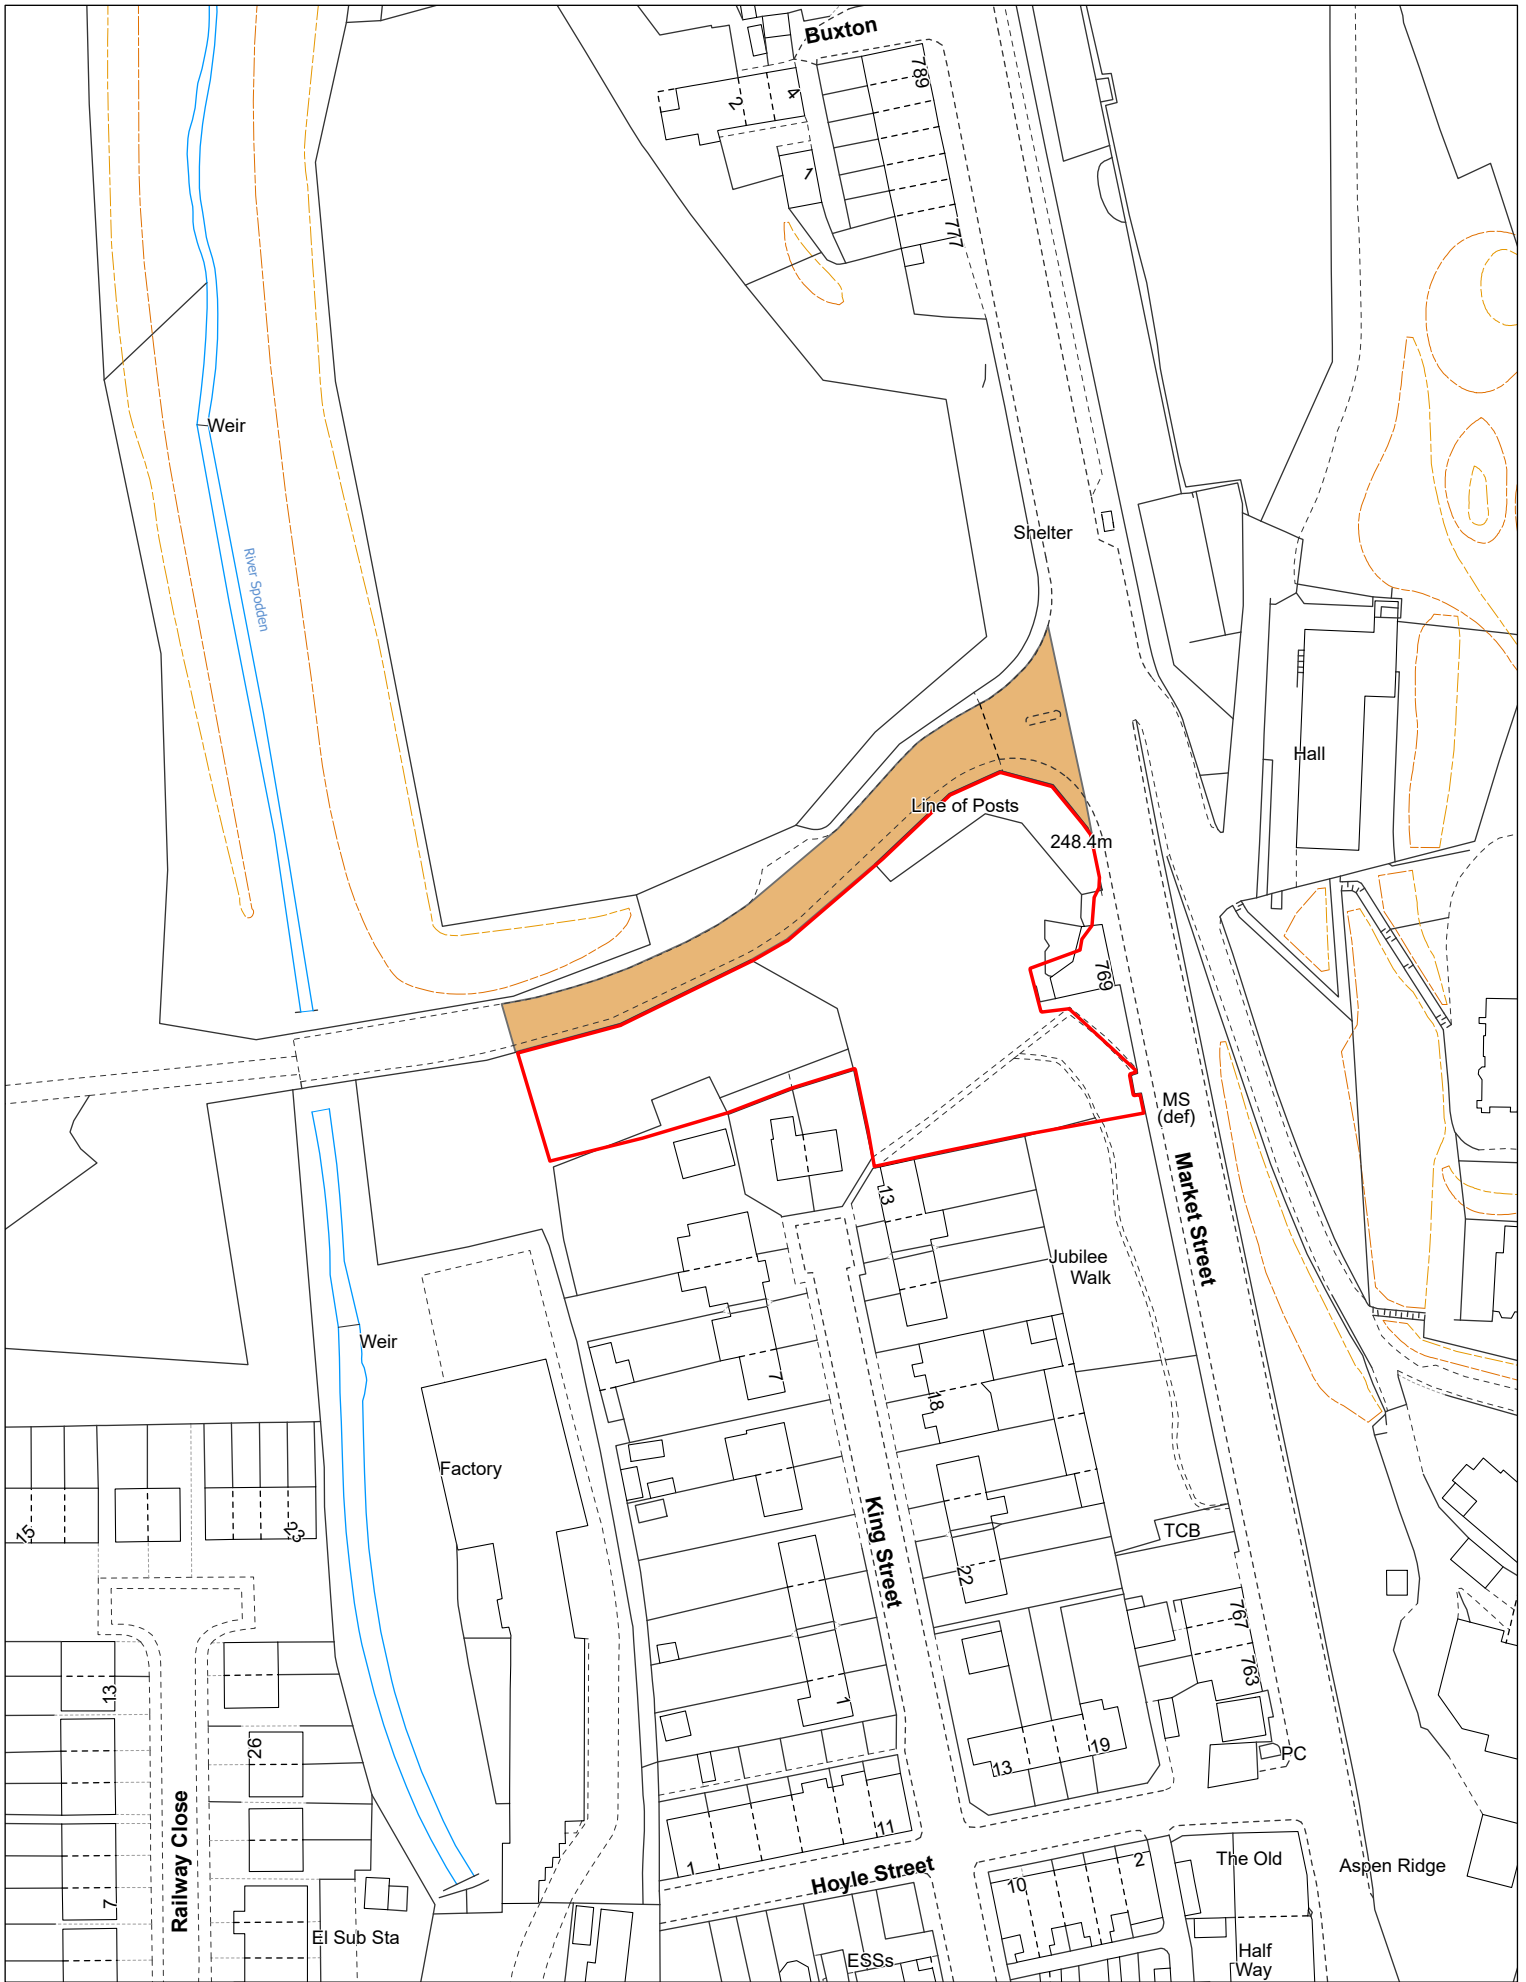 Buxton
789
2
4
1
777
Weir
River Spodden
Shelter
Hall
Line of Posts
248.4m
769
MS
(def)
Market Street
13
Jubilee
Walk
Weir
7
18
Factory
King Street
15
23
TCB
22
767
763
13
1
26
19
13
PC
Railway Close
11
1
Hoyle Street
2
10
The Old
Aspen Ridge
7
El Sub Sta
ESSs
Half
Way